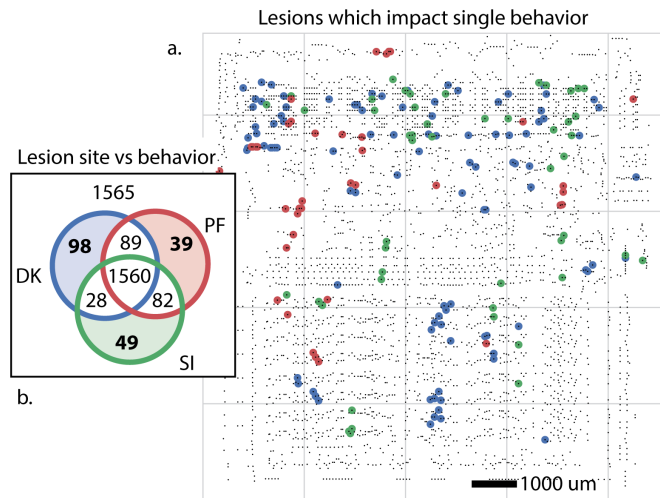 Lesions which impact single behavior
a.
Lesion site vs behavior
1565
98
89
39
PF
DK
1560
28
82
49
SI
b.
1000 um